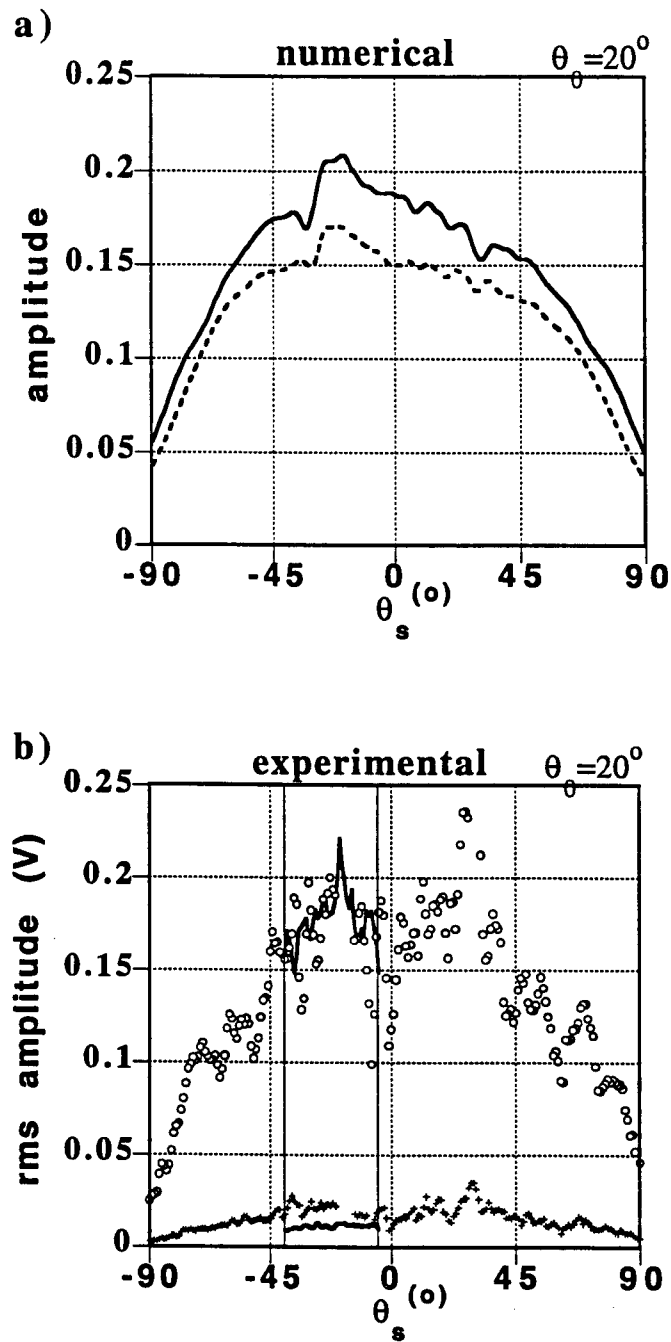 a)
numerical θ₀=20°
0.25
0.2
0.15
0.1
0.05
0
amplitude
-90 -45 0 45 90
θs (o)
b)
experimental θ₀=20°
0.25
0.2
0.15
0.1
0.05
0
rms amplitude (V)
-90 -45 0 45 90
θs (o)